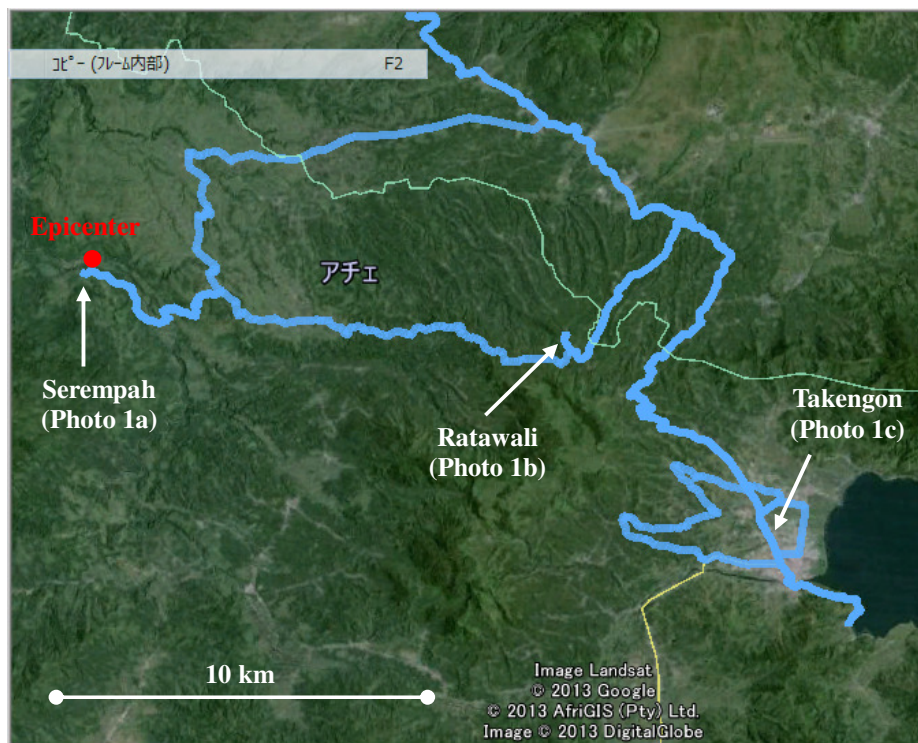 コピー (フレーム内部) F2
Epicenter
アチェ
Serempah
(Photo 1a)
Ratawali
(Photo 1b)
Takengon
(Photo 1c)
10 km
Image Landsat
© 2013 Google
© 2013 AfriGIS (Pty) Ltd.
Image © 2013 DigitalGlobe